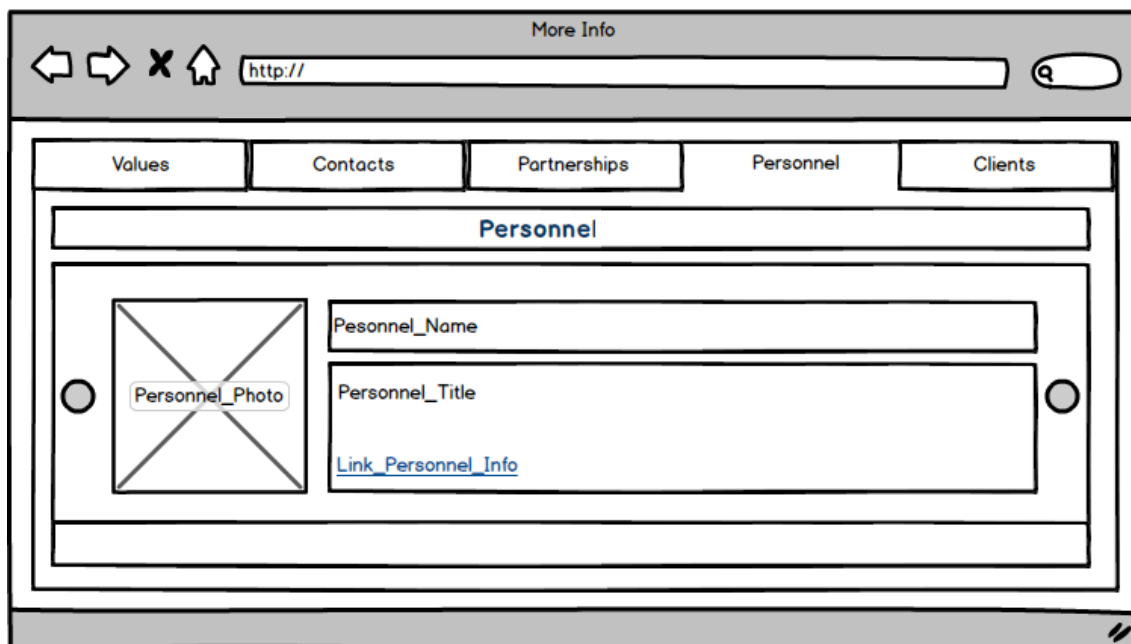 More Info
http://
Values Contacts Partnerships Personnel Clients
Personnel
Pesonnel_Name
Personnel_Photo
Personnel_Title
Link_Personnel_Info